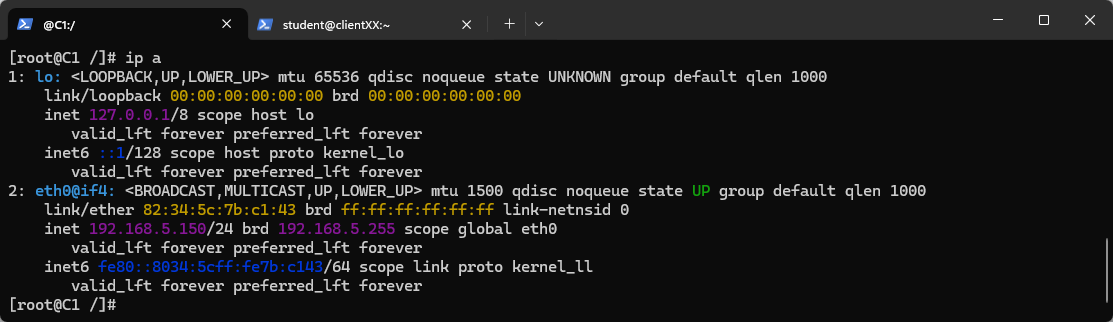 @C1:/
student@clientXX:~
[root@C1 /]# ip a
1: lo: <LOOPBACK,UP,LOWER_UP> mtu 65536 qdisc noqueue state UNKNOWN group default qlen 1000
    link/loopback 00:00:00:00:00:00 brd 00:00:00:00:00:00
    inet 127.0.0.1/8 scope host lo
       valid_lft forever preferred_lft forever
    inet6 ::1/128 scope host proto kernel_lo
       valid_lft forever preferred_lft forever
2: eth0@if4: <BROADCAST,MULTICAST,UP,LOWER_UP> mtu 1500 qdisc noqueue state UP group default qlen 1000
    link/ether 82:34:5c:7b:c1:43 brd ff:ff:ff:ff:ff:ff link-netnsid 0
    inet 192.168.5.150/24 brd 192.168.5.255 scope global eth0
       valid_lft forever preferred_lft forever
    inet6 fe80::8034:5cff:fe7b:c143/64 scope link proto kernel_ll
       valid_lft forever preferred_lft forever
[root@C1 /]#